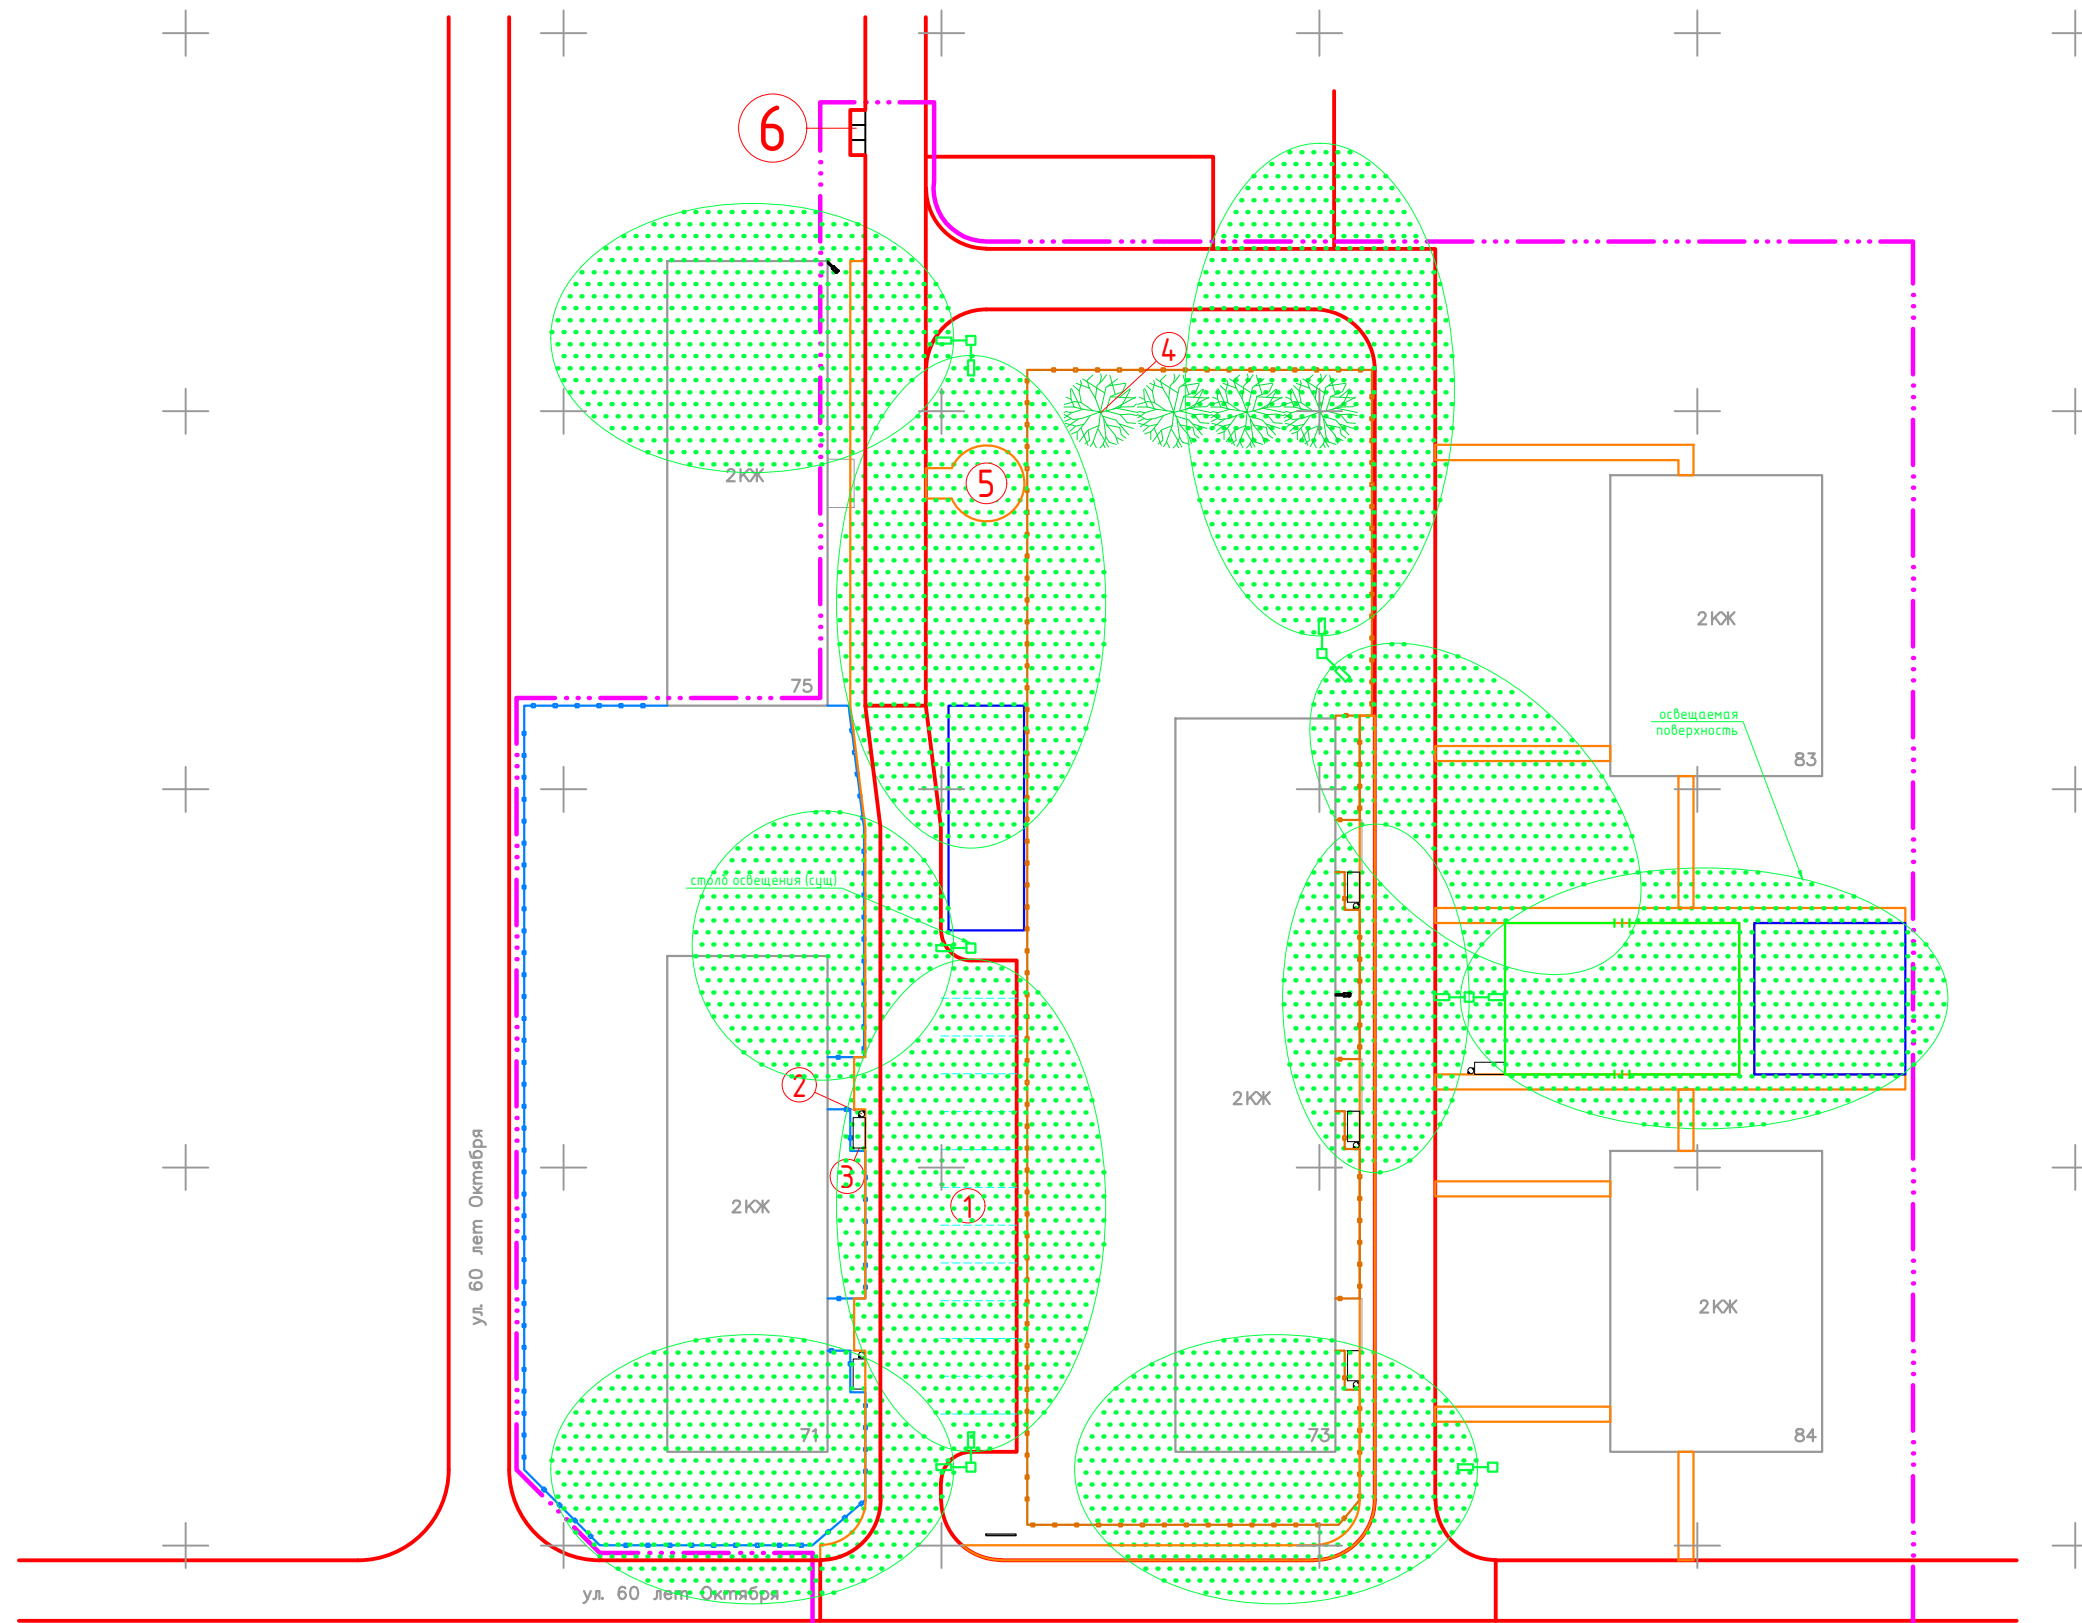 6
4
2КЖ
5
2КЖ
75
освещаемая
поверхность
83
столб освещения (сущ)
2
2КЖ
3
2КЖ
1
2КЖ
71
73
84
ул. 60 лет Октября
ул. 60 лет Октября